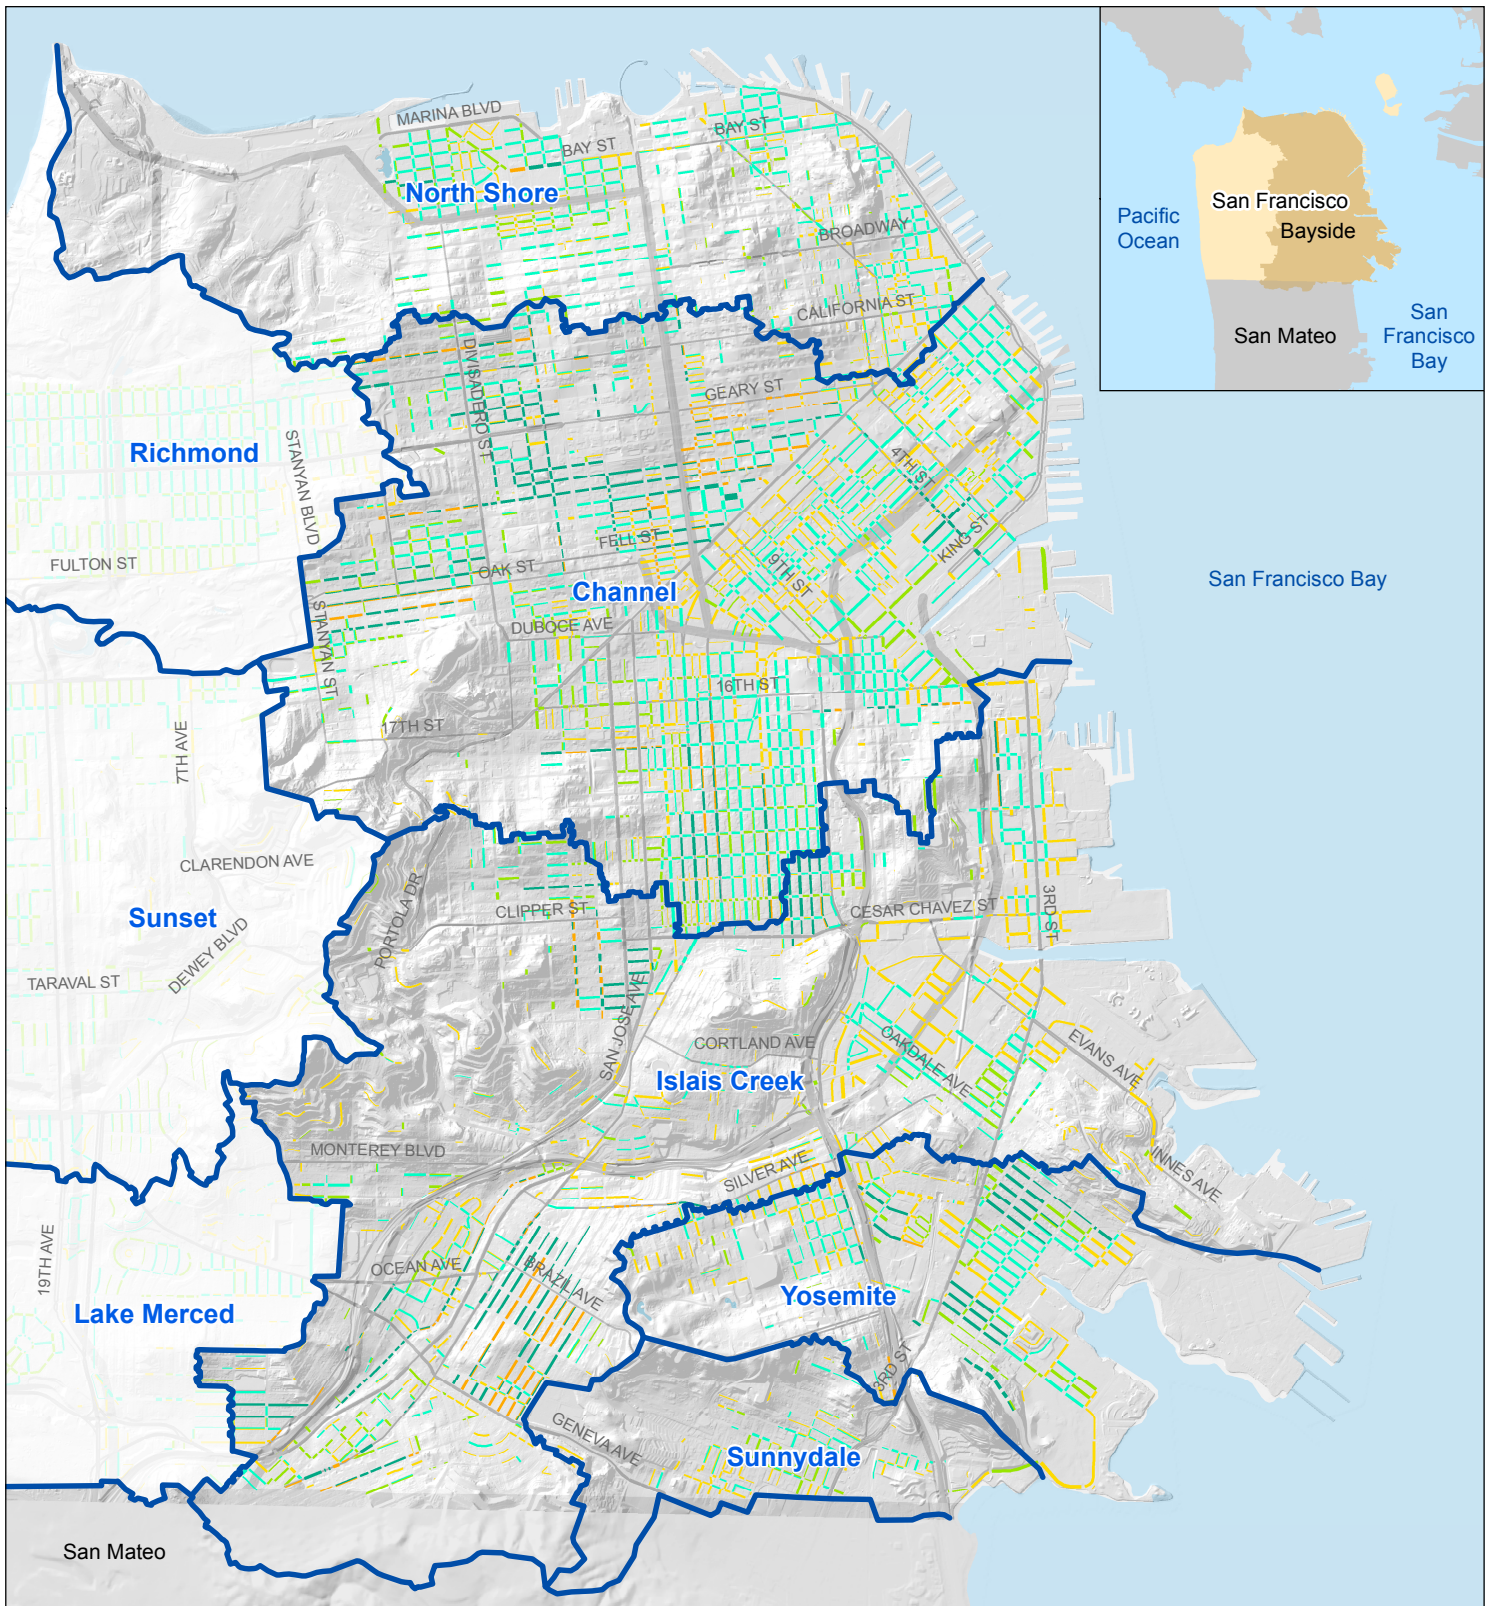 MARINA BLVD
BAY ST
BAY ST
North Shore
BROADWAY
CALIFORNIA ST
San Francisco
Bayside
Pacific
Ocean
San Mateo
San
Francisco
Bay
DIVISADERO ST
GEARY ST
Richmond
STANYAN BLVD
4TH ST
KING ST
FULTON ST
FELL ST
OAK ST
9TH ST
Channel
San Francisco Bay
STANYAN ST
DUBOCE AVE
16TH ST
17TH ST
7TH AVE
CLARENDON AVE
Sunset
PORTOLA DR
CLIPPER ST
CESAR CHAVEZ ST
3RD ST
DEWEY BLVD
TARAVAL ST
SAN JOSE AVE
CORTLAND AVE
OAKDALE AVE
EVANS AVE
Islais Creek
MONTEREY BLVD
SILVER AVE
INNES AVE
19TH AVE
OCEAN AVE
BRAZIL AVE
Yosemite
Lake Merced
3RD ST
GENEVA AVE
Sunnydale
San Mateo